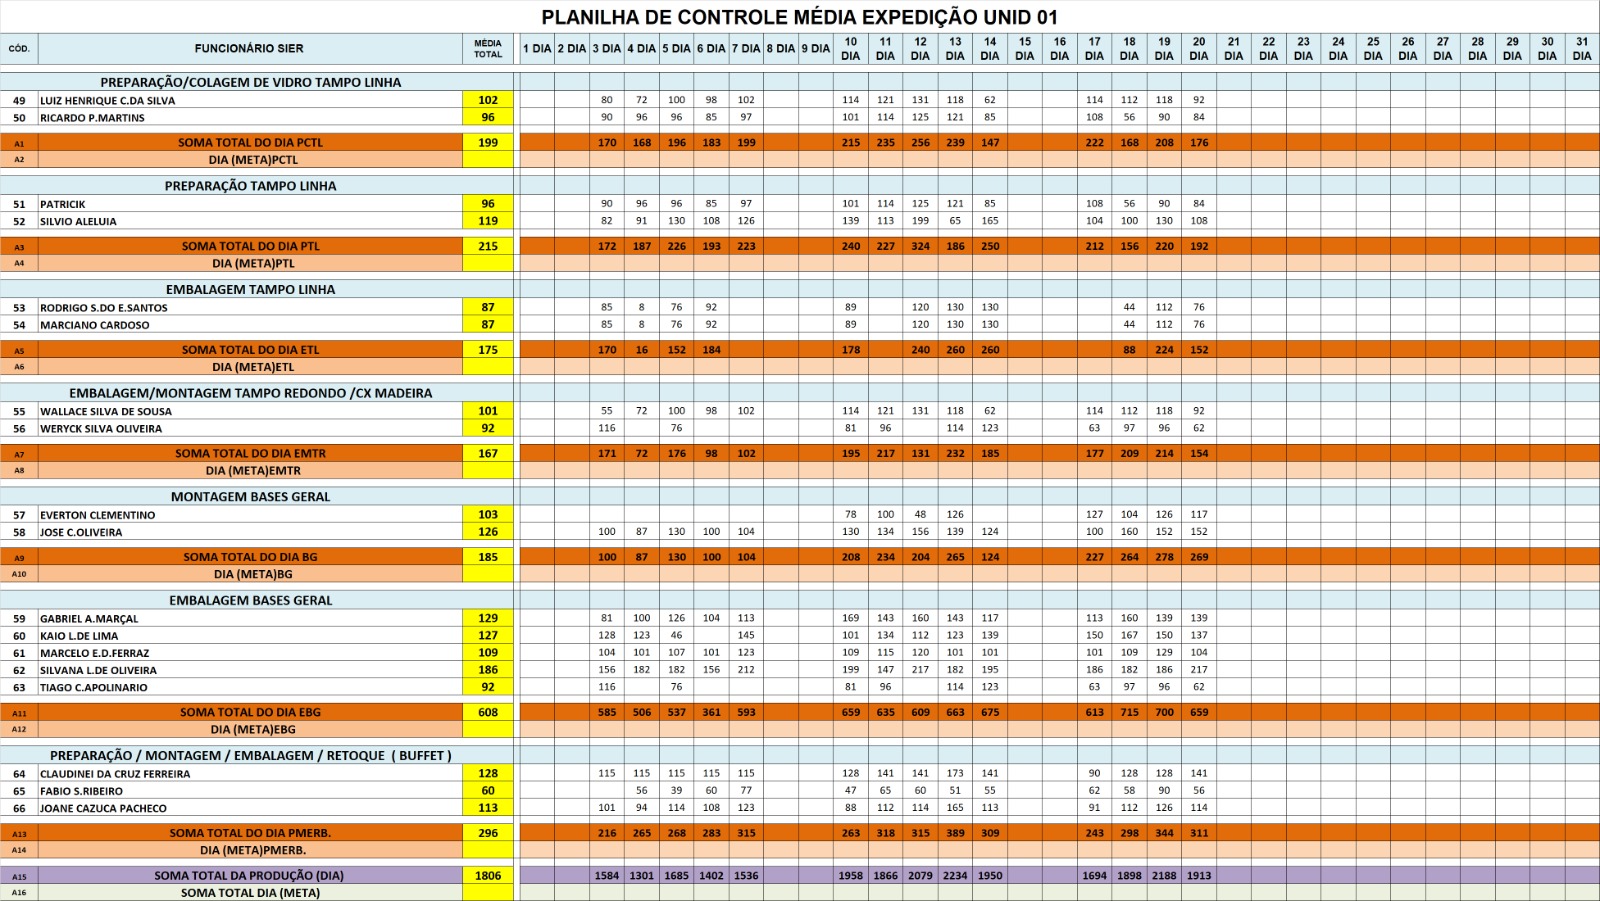 PLANILHA DE CONTROLE MÉDIA EXPEDIÇÃO UNID 01
CÓD. FUNCIONÁRIO SIER MÉDIA TOTAL 1 DIA 2 DIA 3 DIA 4 DIA 5 DIA 6 DIA 7 DIA 8 DIA 9 DIA 10 DIA 11 DIA 12 DIA 13 DIA 14 DIA 15 DIA 16 DIA 17 DIA 18 DIA 19 DIA 20 DIA 21 DIA 22 DIA 23 DIA 24 DIA 25 DIA 26 DIA 27 DIA 28 DIA 29 DIA 30 DIA 31 DIA
PREPARAÇÃO/COLAGEM DE VIDRO TAMPO LINHA
49 LUIZ HENRIQUE C.DA SILVA 102 80 72 100 98 102 114 121 131 118 62 114 112 118 92
50 RICARDO P.MARTINS 96 90 96 96 85 97 101 114 125 121 85 108 56 90 84
A1 SOMA TOTAL DO DIA PCTL 199 170 168 196 183 199 215 235 256 239 147 222 168 208 176
A2 DIA (META)PCTL
PREPARAÇÃO TAMPO LINHA
51 PATRICIK 96 90 96 96 85 97 101 114 125 121 85 108 56 90 84
52 SILVIO ALELUIA 119 82 91 130 108 126 139 113 199 65 165 104 100 130 108
A3 SOMA TOTAL DO DIA PTL 215 172 187 226 193 223 240 227 324 186 250 212 156 220 192
A4 DIA (META)PTL
EMBALAGEM TAMPO LINHA
53 RODRIGO S.DO E.SANTOS 87 85 8 76 92 89 120 130 130 44 112 76
54 MARCIANO CARDOSO 87 85 8 76 92 89 120 130 130 44 112 76
A5 SOMA TOTAL DO DIA ETL 175 170 16 152 184 178 240 260 260 88 224 152
A6 DIA (META)ETL
EMBALAGEM/MONTAGEM TAMPO REDONDO /CX MADEIRA
55 WALLACE SILVA DE SOUSA 101 55 72 100 98 102 114 121 131 118 62 114 112 118 92
56 WERYCK SILVA OLIVEIRA 92 116 76 81 96 114 123 63 97 96 62
A7 SOMA TOTAL DO DIA EMTR 167 171 72 176 98 102 195 217 131 232 185 177 209 214 154
A8 DIA (META)EMTR
MONTAGEM BASES GERAL
57 EVERTON CLEMENTINO 103 78 100 48 126 127 104 126 117
58 JOSE C.OLIVEIRA 126 100 87 130 100 104 130 134 156 139 124 100 160 152 152
A9 SOMA TOTAL DO DIA BG 185 100 87 130 100 104 208 234 204 265 124 227 264 278 269
A10 DIA (META)BG
EMBALAGEM BASES GERAL
59 GABRIEL A.MARÇAL 129 81 100 126 104 113 169 143 160 143 117 113 160 139 139
60 KAIO L.DE LIMA 127 128 123 46 145 101 134 112 123 139 150 167 150 137
61 MARCELO E.D.FERRAZ 109 104 101 107 101 123 109 115 120 101 101 101 109 129 104
62 SILVANA L.DE OLIVEIRA 186 156 182 182 156 212 199 147 217 182 195 186 182 186 217
63 TIAGO C.APOLINARIO 92 116 76 81 96 114 123 63 97 96 62
A11 SOMA TOTAL DO DIA EBG 608 585 506 537 361 593 659 635 609 663 675 613 715 700 659
A12 DIA (META)EBG
PREPARAÇÃO / MONTAGEM / EMBALAGEM / RETOQUE ( BUFFET )
64 CLAUDINEI DA CRUZ FERREIRA 128 115 115 115 115 115 128 141 141 173 141 90 128 128 141
65 FABIO S.RIBEIRO 60 56 39 60 77 47 65 60 51 55 62 58 90 56
66 JOANE CAZUCA PACHECO 113 101 94 114 108 123 88 112 114 165 113 91 112 126 114
A13 SOMA TOTAL DO DIA PMERB. 296 216 265 268 283 315 263 318 315 389 309 243 298 344 311
A14 DIA (META)PMERB.
A15 SOMA TOTAL DA PRODUÇÃO (DIA) 1806 1584 1301 1685 1402 1536 1958 1866 2079 2234 1950 1694 1898 2188 1913
A16 SOMA TOTAL DIA (META)